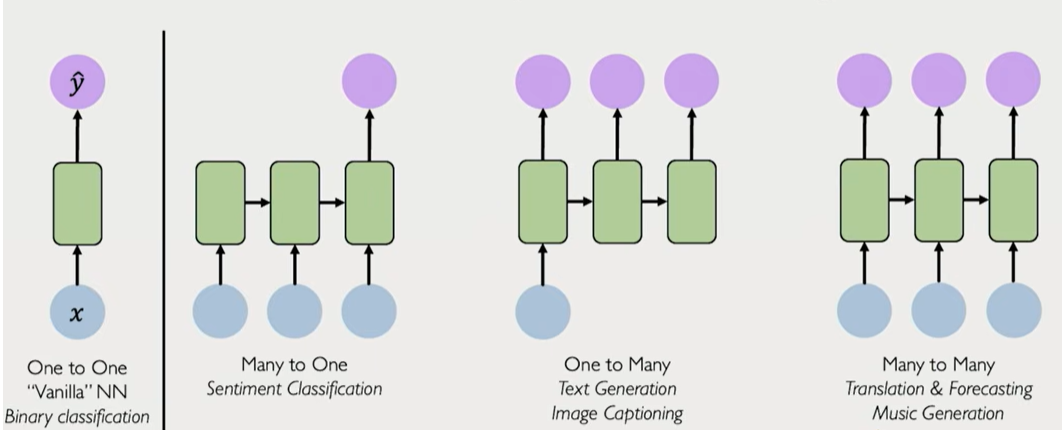 ŷ
x
One to One
"Vanilla" NN
Binary classification
Many to One
Sentiment Classification
One to Many
Text Generation
Image Captioning
Many to Many
Translation & Forecasting
Music Generation